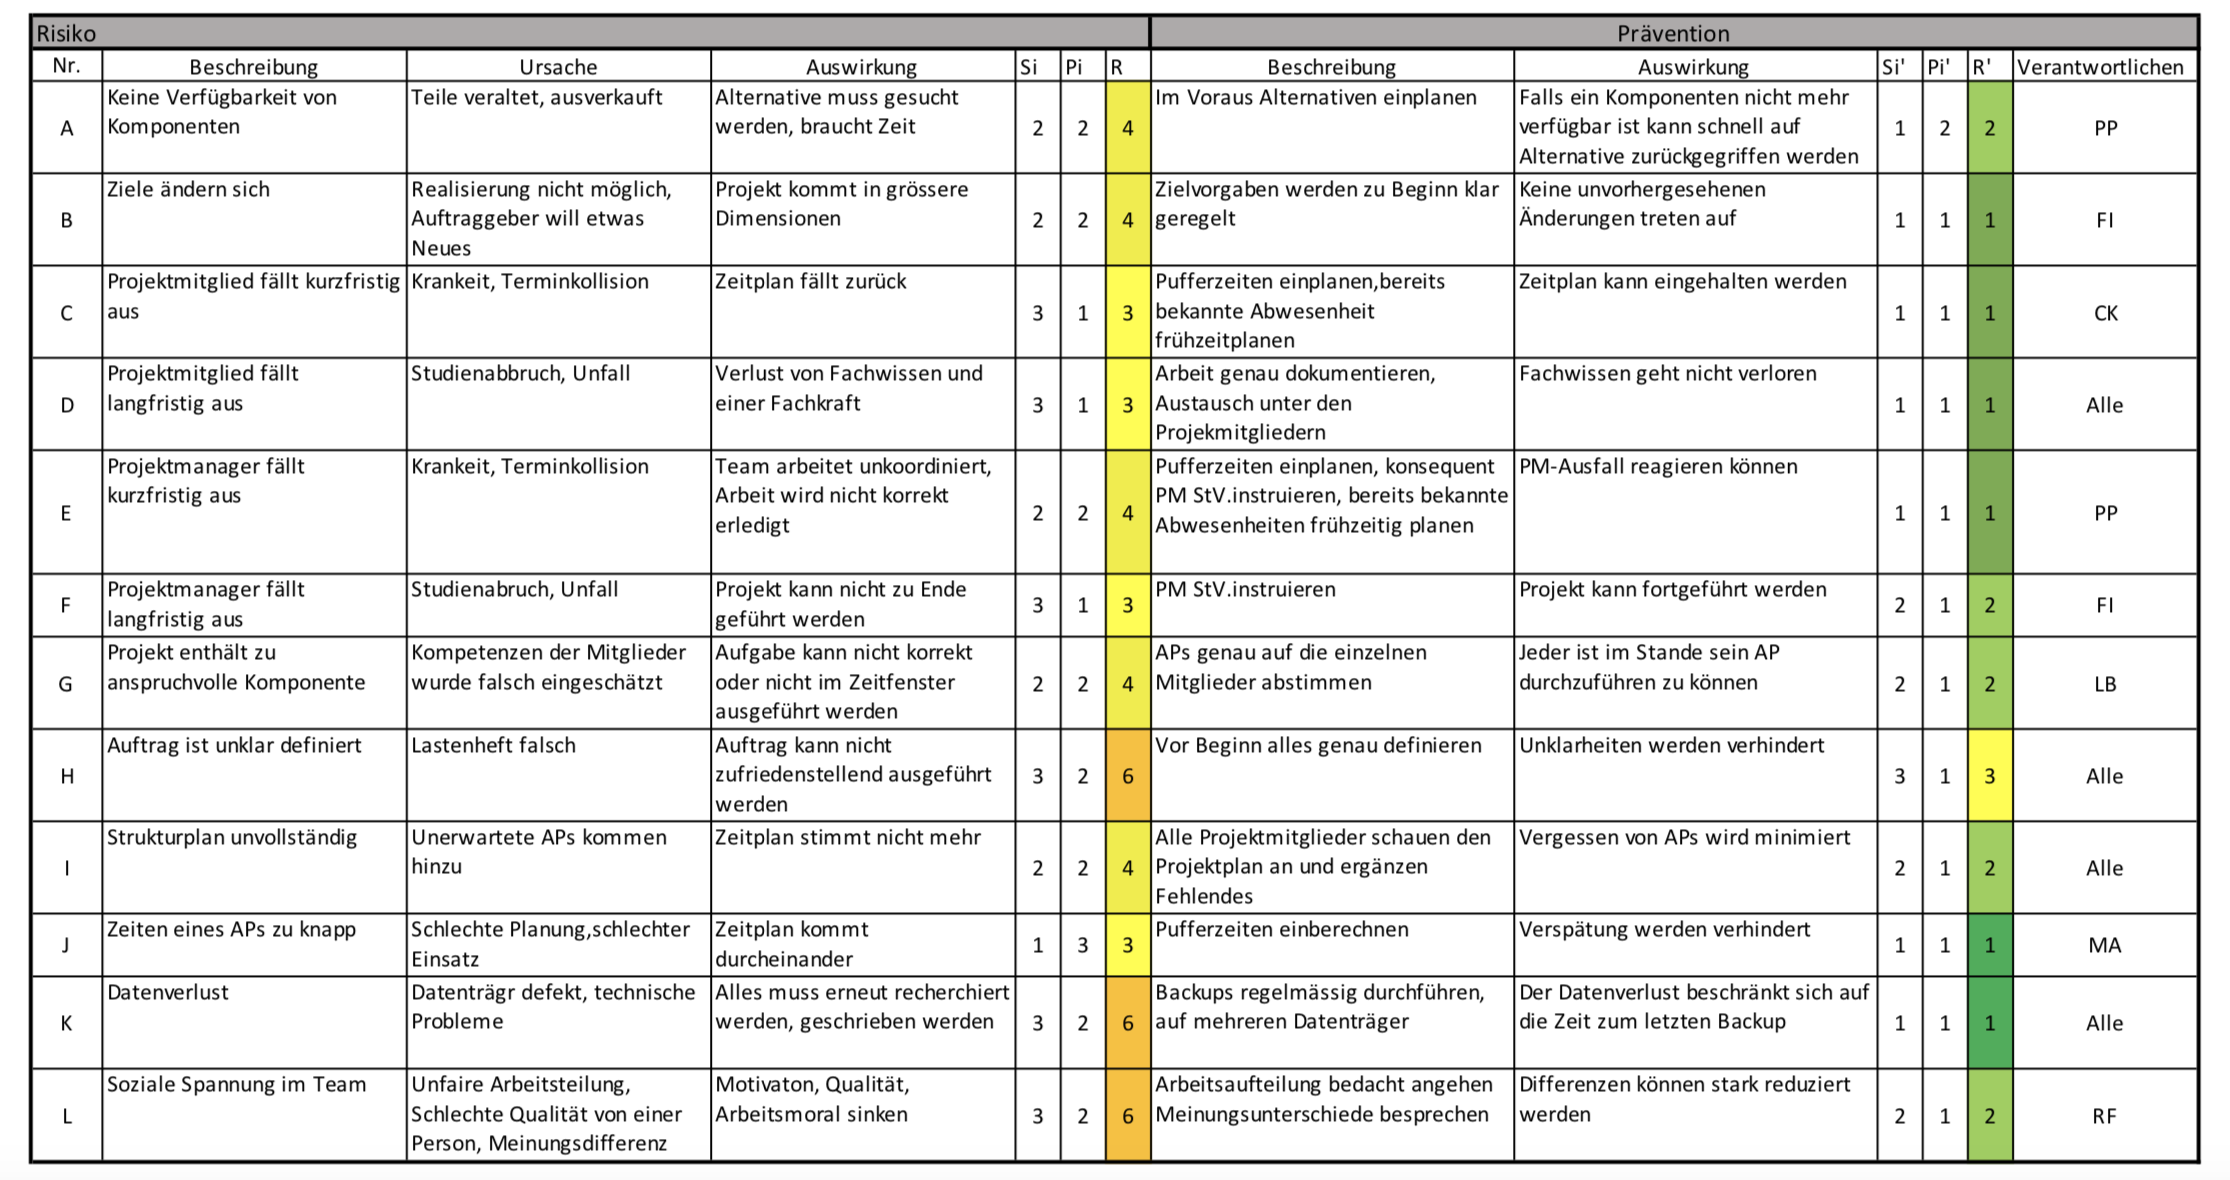 Risiko Prävention
Nr. Beschreibung Ursache Auswirkung Si Pi R Beschreibung Auswirkung Si' Pi' R' Verantwortlichen
A
Keine Verfügbarkeit von
Komponenten
Teile veraltet, ausverkauft
Alternative muss gesucht
werden, braucht Zeit
2 2 4
Im Voraus Alternativen einplanen
Falls ein Komponenten nicht mehr
verfügbar ist kann schnell auf
Alternative zurückgegriffen werden
1 2 2 PP
B
Ziele ändern sich
Realisierung nicht möglich,
Auftraggeber will etwas
Neues
Projekt kommt in grössere
Dimensionen
2 2 4
Zielvorgaben werden zu Beginn klar
geregelt
Keine unvorhergesehenen
Änderungen treten auf
1 1 1 FI
C
Projektmitglied fällt kurzfristig
aus
Krankeit, Terminkollision
Zeitplan fällt zurück
3 1 3
Pufferzeiten einplanen,bereits
bekannte Abwesenheit
frühzeitplanen
Zeitplan kann eingehalten werden
1 1 1 CK
D
Projektmitglied fällt
langfristig aus
Studienabbruch, Unfall
Verlust von Fachwissen und
einer Fachkraft
3 1 3
Arbeit genau dokumentieren,
Austausch unter den
Projekmitgliedern
Fachwissen geht nicht verloren
1 1 1 Alle
E
Projektmanager fällt
kurzfristig aus
Krankeit, Terminkollision
Team arbeitet unkoordiniert,
Arbeit wird nicht korrekt
erledigt
2 2 4
Pufferzeiten einplanen, konsequent
PM StV.instruieren, bereits bekannte
Abwesenheiten frühzeitig planen
PM-Ausfall reagieren können
1 1 1 PP
F
Projektmanager fällt
langfristig aus
Studienabruch, Unfall
Projekt kann nicht zu Ende
geführt werden
3 1 3
PM StV.instruieren
Projekt kann fortgeführt werden
2 1 2 FI
G
Projekt enthält zu
anspruchvolle Komponente
Kompetenzen der Mitglieder
wurde falsch eingeschätzt
Aufgabe kann nicht korrekt
oder nicht im Zeitfenster
ausgeführt werden
2 2 4
APs genau auf die einzelnen
Mitglieder abstimmen
Jeder ist im Stande sein AP
durchzuführen zu können
2 1 2 LB
H
Auftrag ist unklar definiert
Lastenheft falsch
Auftrag kann nicht
zufriedenstellend ausgeführt
werden
3 2 6
Vor Beginn alles genau definieren
Unklarheiten werden verhindert
3 1 3 Alle
I
Strukturplan unvollständig
Unerwartete APs kommen
hinzu
Zeitplan stimmt nicht mehr
2 2 4
Alle Projektmitglieder schauen den
Projektplan an und ergänzen
Fehlendes
Vergessen von APs wird minimiert
2 1 2 Alle
J
Zeiten eines APs zu knapp
Schlechte Planung,schlechter
Einsatz
Zeitplan kommt
durcheinander
1 3 3
Pufferzeiten einberechnen
Verspätung werden verhindert
1 1 1 MA
K
Datenverlust
Datenträgr defekt, technische
Probleme
Alles muss erneut recherchiert
werden, geschrieben werden
3 2 6
Backups regelmässig durchführen,
auf mehreren Datenträger
Der Datenverlust beschränkt sich auf
die Zeit zum letzten Backup
1 1 1 Alle
L
Soziale Spannung im Team
Unfaire Arbeitsteilung,
Schlechte Qualität von einer
Person, Meinungsdifferenz
Motivaton, Qualität,
Arbeitsmoral sinken
3 2 6
Arbeitsaufteilung bedacht angehen
Meinungsunterschiede besprechen
Differenzen können stark reduziert
werden
2 1 2 RF